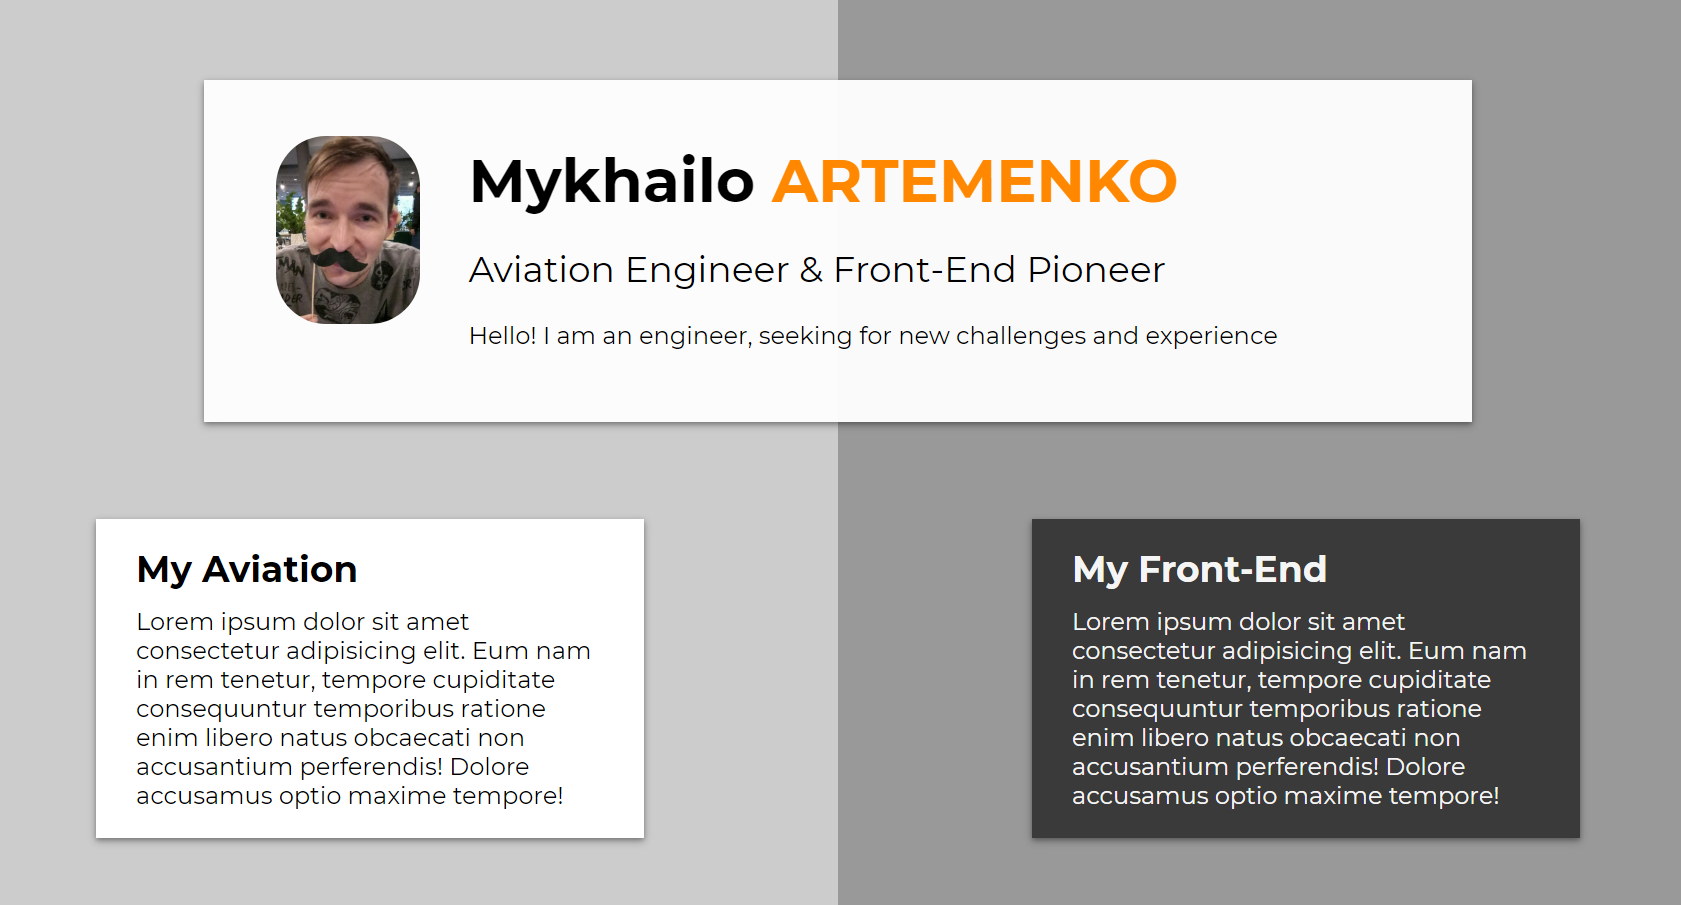 Mykhailo ARTEMENKO
Aviation Engineer & Front-End Pioneer
Hello! I am an engineer, seeking for new challenges and experience
My Aviation
Lorem ipsum dolor sit amet
consectetur adipisicing elit. Eum nam
in rem tenetur, tempore cupiditate
consequuntur temporibus ratione
enim libero natus obcaecati non
accusantium perferendis! Dolore
accusamus optio maxime tempore!
My Front-End
Lorem ipsum dolor sit amet
consectetur adipisicing elit. Eum nam
in rem tenetur, tempore cupiditate
consequuntur temporibus ratione
enim libero natus obcaecati non
accusantium perferendis! Dolore
accusamus optio maxime tempore!